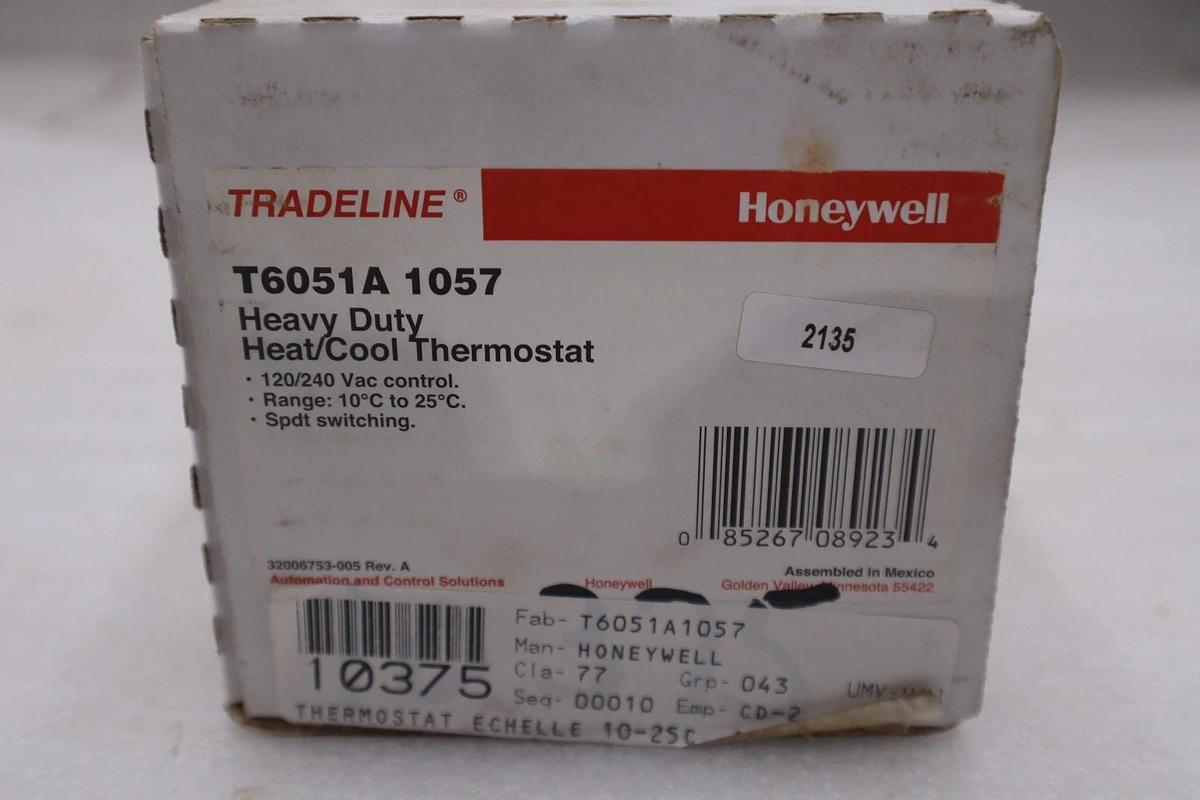 TRADELINE ® Honeywell
T6051A 1057
Heavy Duty
Heat/Cool Thermostat
• 120/240 Vac control.
• Range: 10°C to 25°C.
• Spdt switching.
2135
0 85267 08923 4
32006753-005 Rev. A
Assembled in Mexico
Automation and Control Solutions Honeywell Golden Valley, Minnesota 55422
10375
Fab- T6051A1057
Man- HONEYWELL
Cla- 77 Grp- 043
Seq- 00010 Emp- CD-2
THERMOSTAT ECHELLE 10-25C